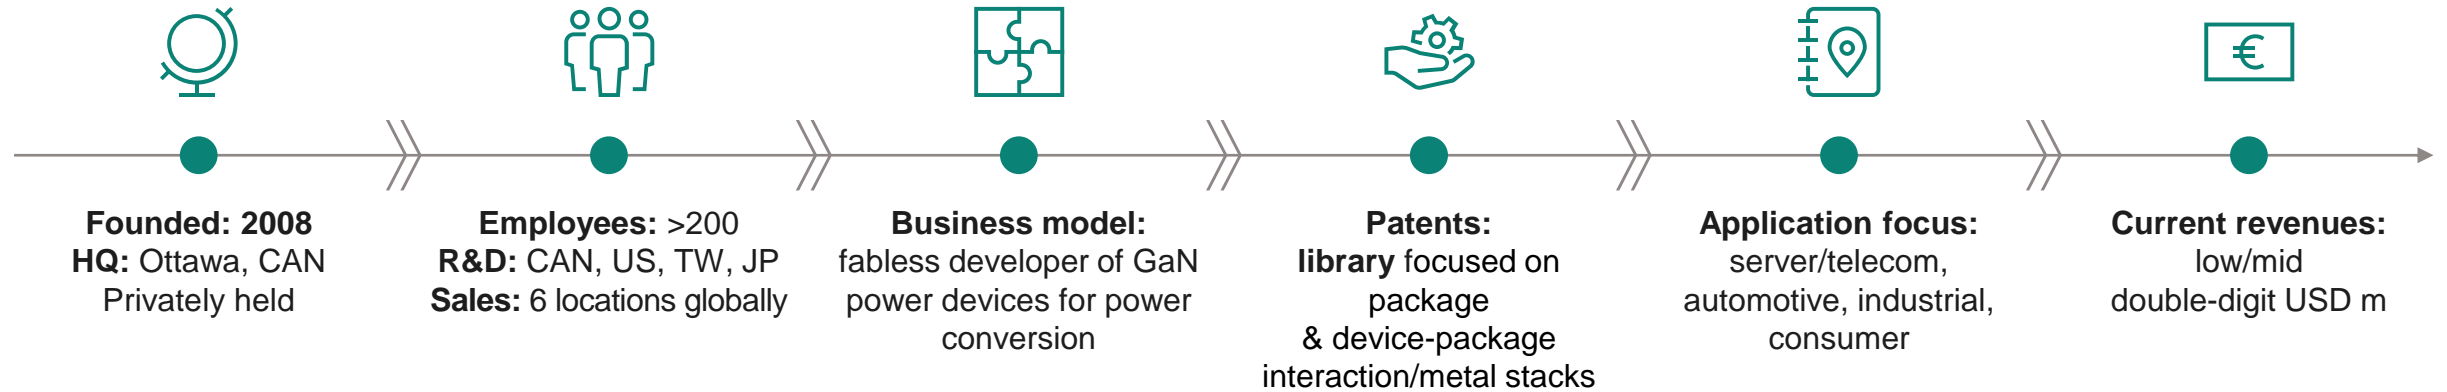 €
Founded: 2008
HQ: Ottawa, CAN
Privately held
Employees: >200
R&D: CAN, US, TW, JP
Sales: 6 locations globally
Business model:
fabless developer of GaN
power devices for power
conversion
Patents:
library focused on
package
& device-package
interaction/metal stacks
Application focus:
server/telecom,
automotive, industrial,
consumer
Current revenues:
low/mid
double-digit USD m